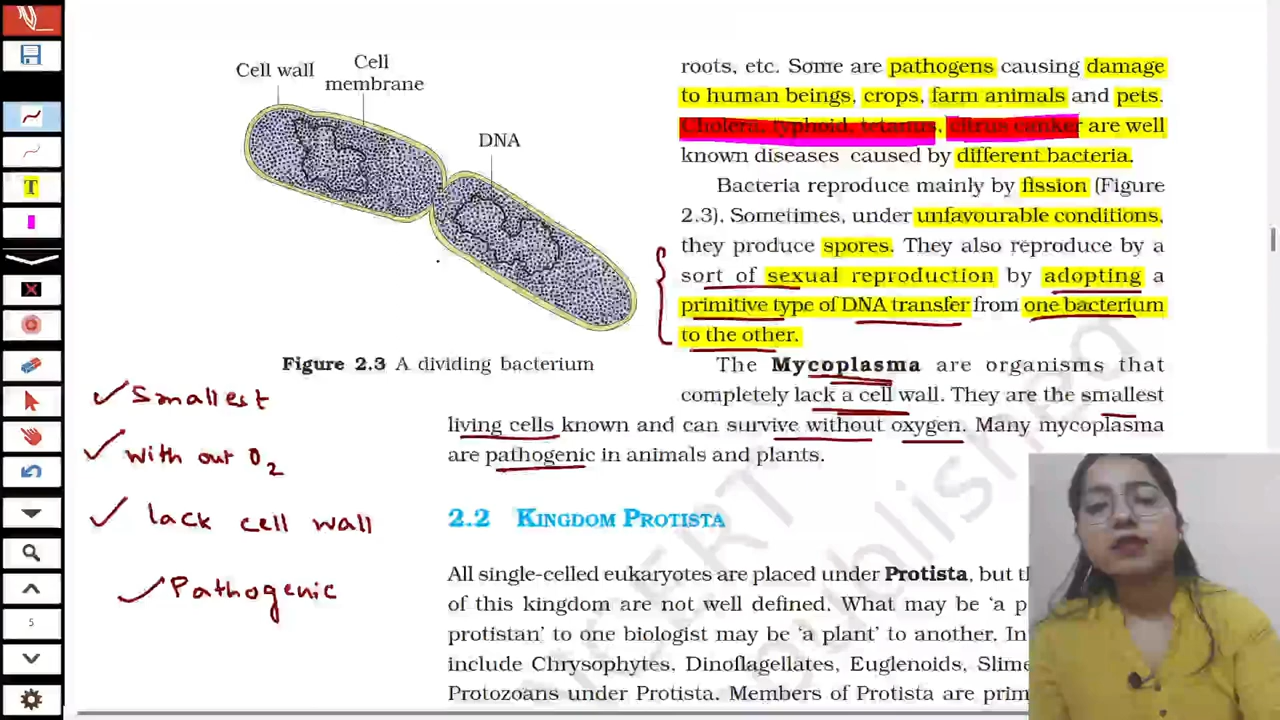 Cell wall
Cell
membrane
DNA
Figure 2.3 A dividing bacterium
roots, etc. Some are pathogens causing damage
to human beings, crops, farm animals and pets.
Cholera, typhoid, tetanus, citrus canker are well
known diseases caused by different bacteria.
Bacteria reproduce mainly by fission (Figure
2.3). Sometimes, under unfavourable conditions,
they produce spores. They also reproduce by a
sort of sexual reproduction by adopting a
primitive type of DNA transfer from one bacterium
to the other.
The Mycoplasma are organisms that
completely lack a cell wall. They are the smallest
living cells known and can survive without oxygen. Many mycoplasma
are pathogenic in animals and plants.
Smallest
With out O2
lack cell wall
Pathogenic
2.2 KINGDOM PROTISTA
All single-celled eukaryotes are placed under Protista, but
of this kingdom are not well defined. What may be 'a
protistan' to one biologist may be 'a plant' to another. In
include Chrysophytes, Dinoflagellates, Euglenoids,
Protozoans under Protista. Members of Protista are
T
5